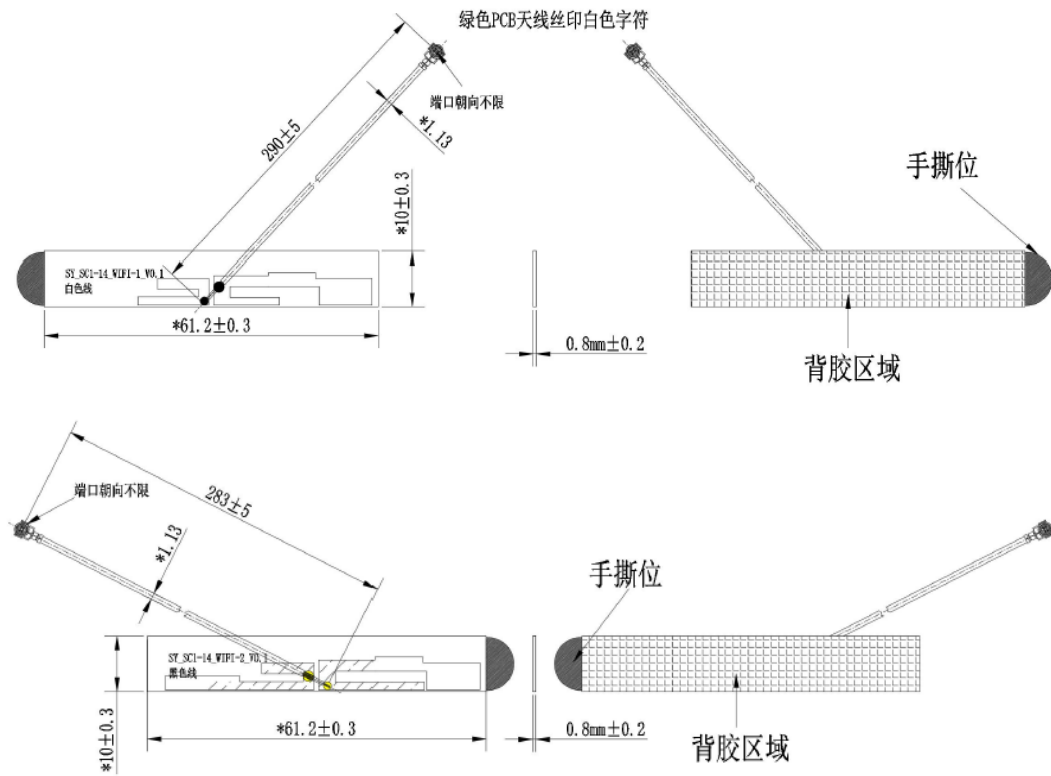 绿色PCB天线丝印白色字符
端口朝向不限
290±5
*1.13
*10±0.3
手撕位
SY_SC1-14_WIFI-1_V0.1
白色线
*61.2±0.3
0.8mm±0.2
背胶区域
283±5
端口朝向不限
*1.13
手撕位
SY_SC1-14_WIFI-2_V0.1
黑色线
*10±0.3
*61.2±0.3
0.8mm±0.2
背胶区域